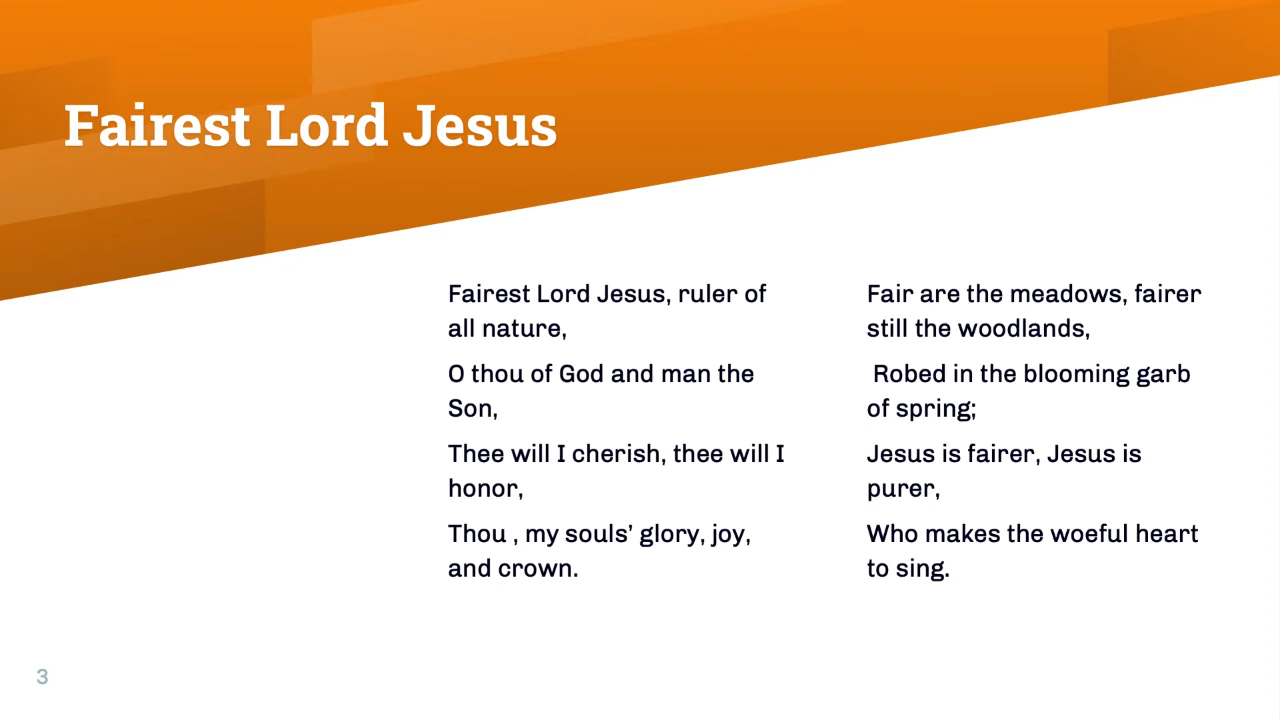 Fairest Lord Jesus
Fairest Lord Jesus, ruler of
all nature,
O thou of God and man the
Son,
Thee will I cherish, thee will I
honor,
Thou , my souls’ glory, joy,
and crown.
Fair are the meadows, fairer
still the woodlands,
Robed in the blooming garb
of spring;
Jesus is fairer, Jesus is
purer,
Who makes the woeful heart
to sing.
3